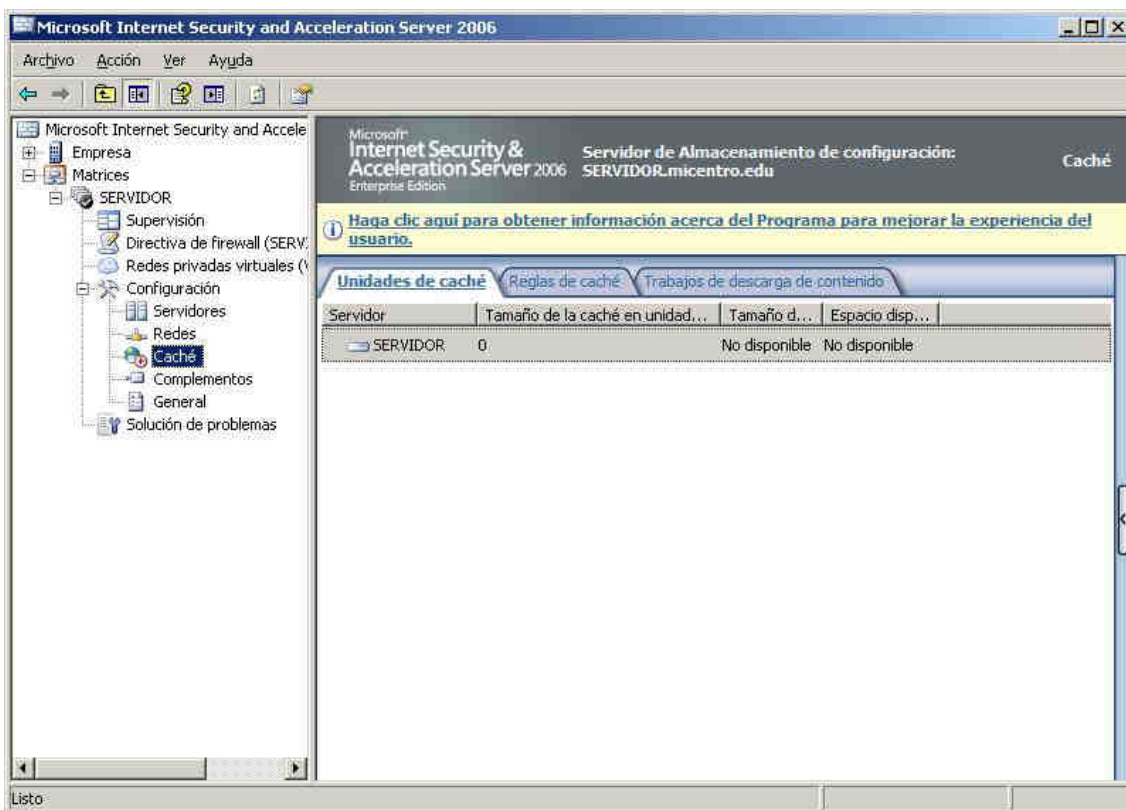 Microsoft Internet Security and Acceleration Server 2006
Archivo Acción Ver Ayuda
Microsoft Internet Security and Accele
Empresa
Matrices
SERVIDOR
Supervisión
Directiva de firewall (SERV
Redes privadas virtuales (
Configuración
Servidores
Redes
Caché
Complementos
General
Solución de problemas
Microsoft
Internet Security &
Acceleration Server 2006
Enterprise Edition
Servidor de Almacenamiento de configuración:
SERVIDOR.micentro.edu
Caché
Haga clic aquí para obtener información acerca del Programa para mejorar la experiencia del
usuario.
Unidades de caché Reglas de caché Trabajos de descarga de contenido
Servidor Tamaño de la caché en unidad... Tamaño d... Espacio disp...
SERVIDOR 0 No disponible No disponible
Listo